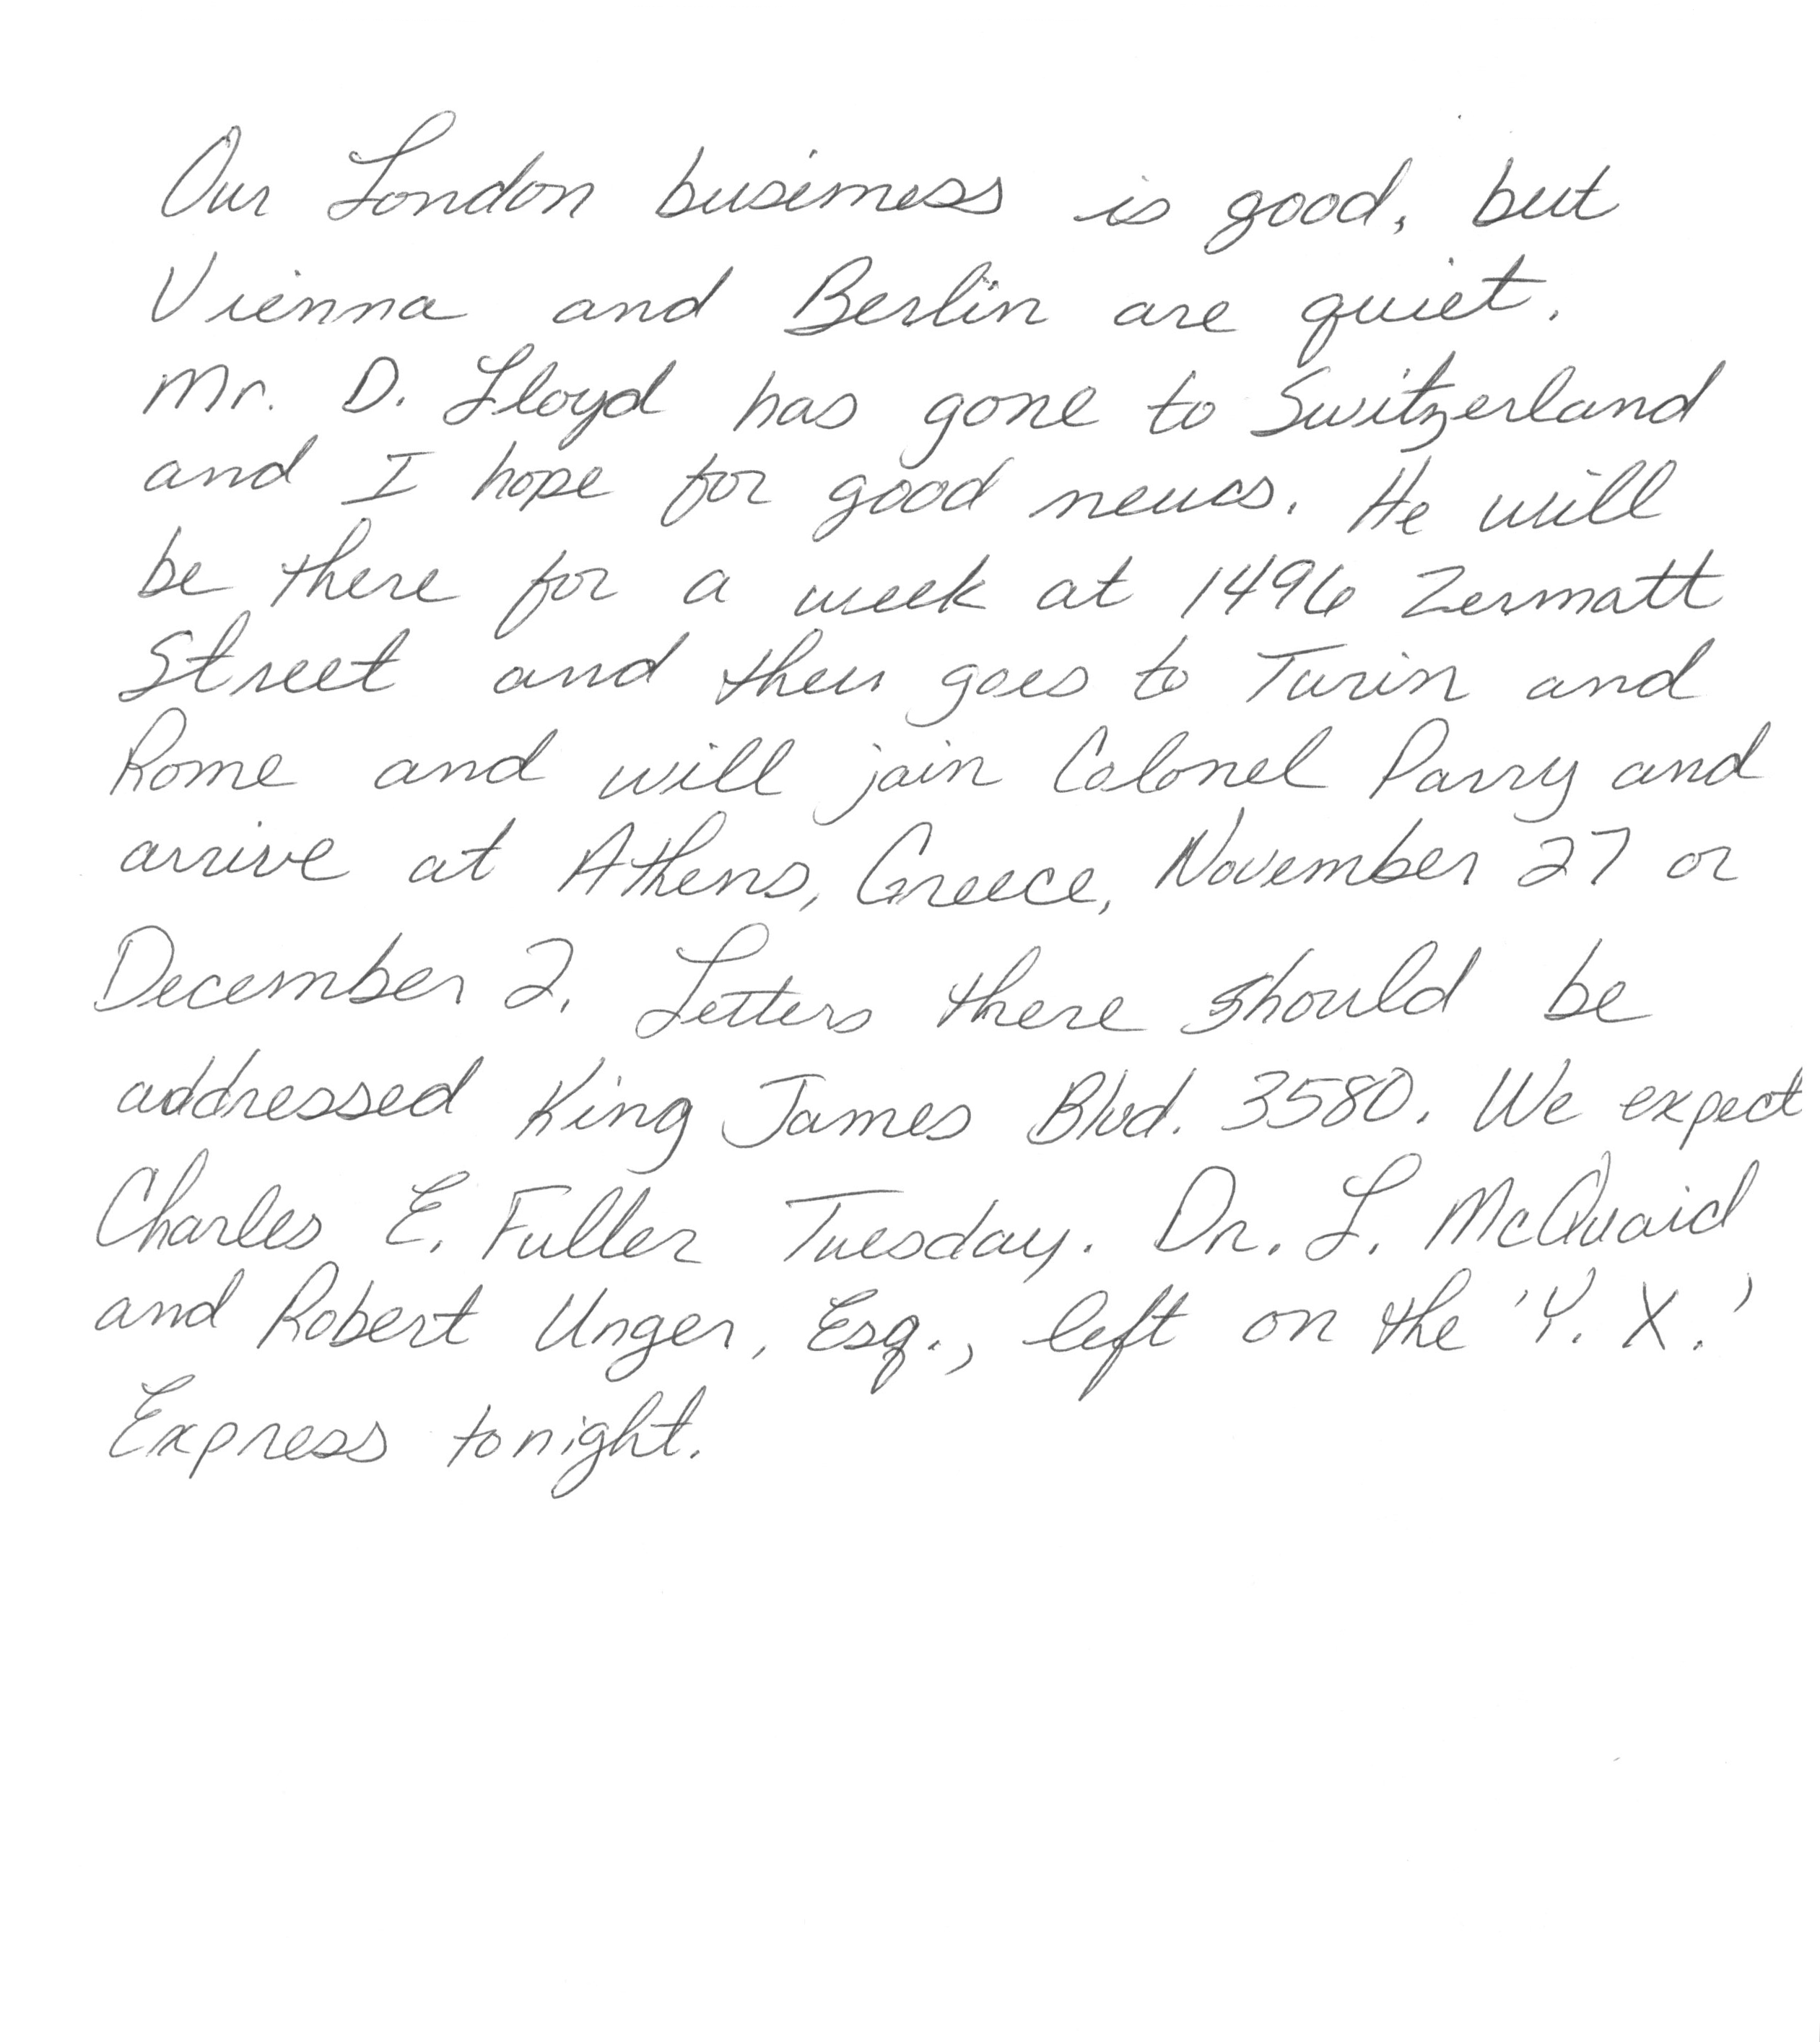 Our London business is good, but
Vienna and Berlin are quiet.
Mr. D. Lloyd has gone to Switzerland
and I hope for good news. He will
be there for a week at 1496 Zermatt
Street and then goes to Turin and
Rome and will join Colonel Parry and
arrive at Athens, Greece, November 27 or
December 2. Letters there should be
addressed King James Blvd. 3580. We expect
Charles E. Fuller Tuesday. Dr. L. McQuaid
and Robert Unger, Esq., left on the 'Y. X.'
Express tonight.